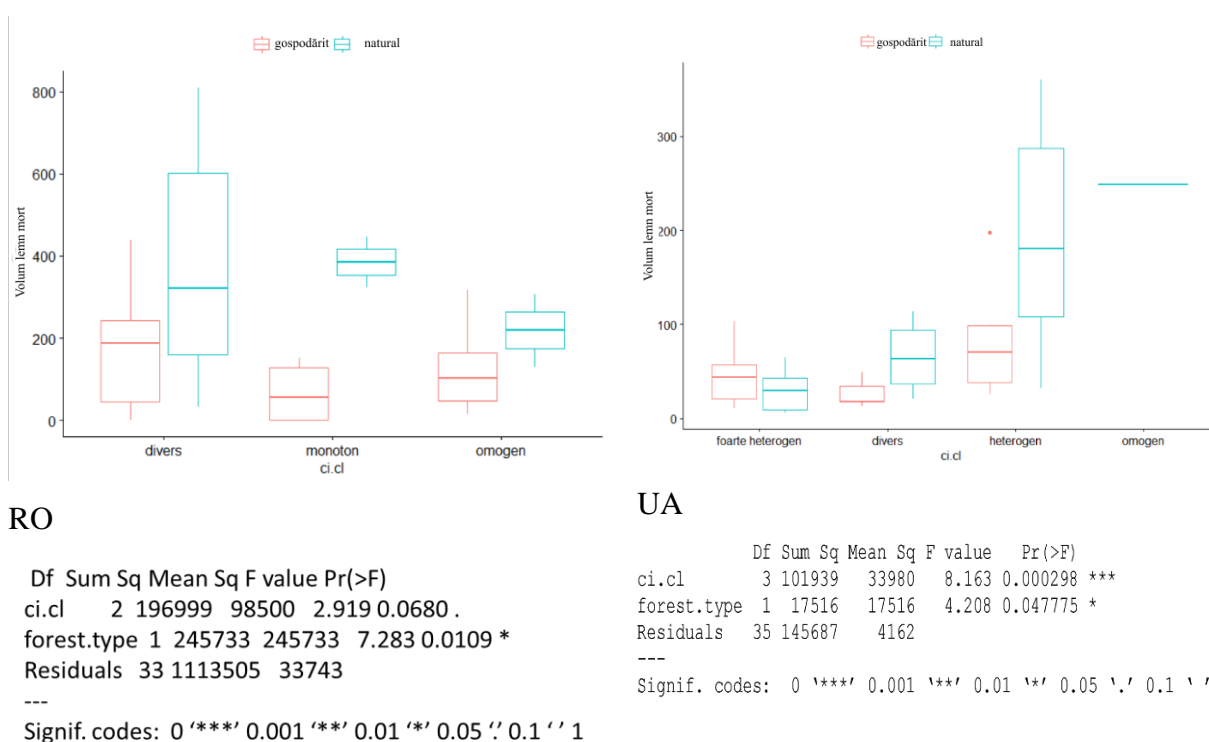 gospodărit natural
Volum lemn mort
800
600
400
200
0
divers monoton omogen
ci.cl
RO
Df Sum Sq Mean Sq F value Pr(>F)
ci.cl 2 196999 98500 2.919 0.0680 .
forest.type 1 245733 245733 7.283 0.0109 *
Residuals 33 1113505 33743
---
Signif. codes: 0 ‘***’ 0.001 ‘**’ 0.01 ‘*’ 0.05 ‘.’ 0.1 ‘ ’ 1
gospodărit natural
Volum lemn mort
300
200
100
0
foarte heterogen divers heterogen omogen
ci.cl
UA
Df Sum Sq Mean Sq F value Pr(>F)
ci.cl 3 101939 33980 8.163 0.000298 ***
forest.type 1 17516 17516 4.208 0.047775 *
Residuals 35 145687 4162
---
Signif. codes: 0 ‘***’ 0.001 ‘**’ 0.01 ‘*’ 0.05 ‘.’ 0.1 ‘ ’